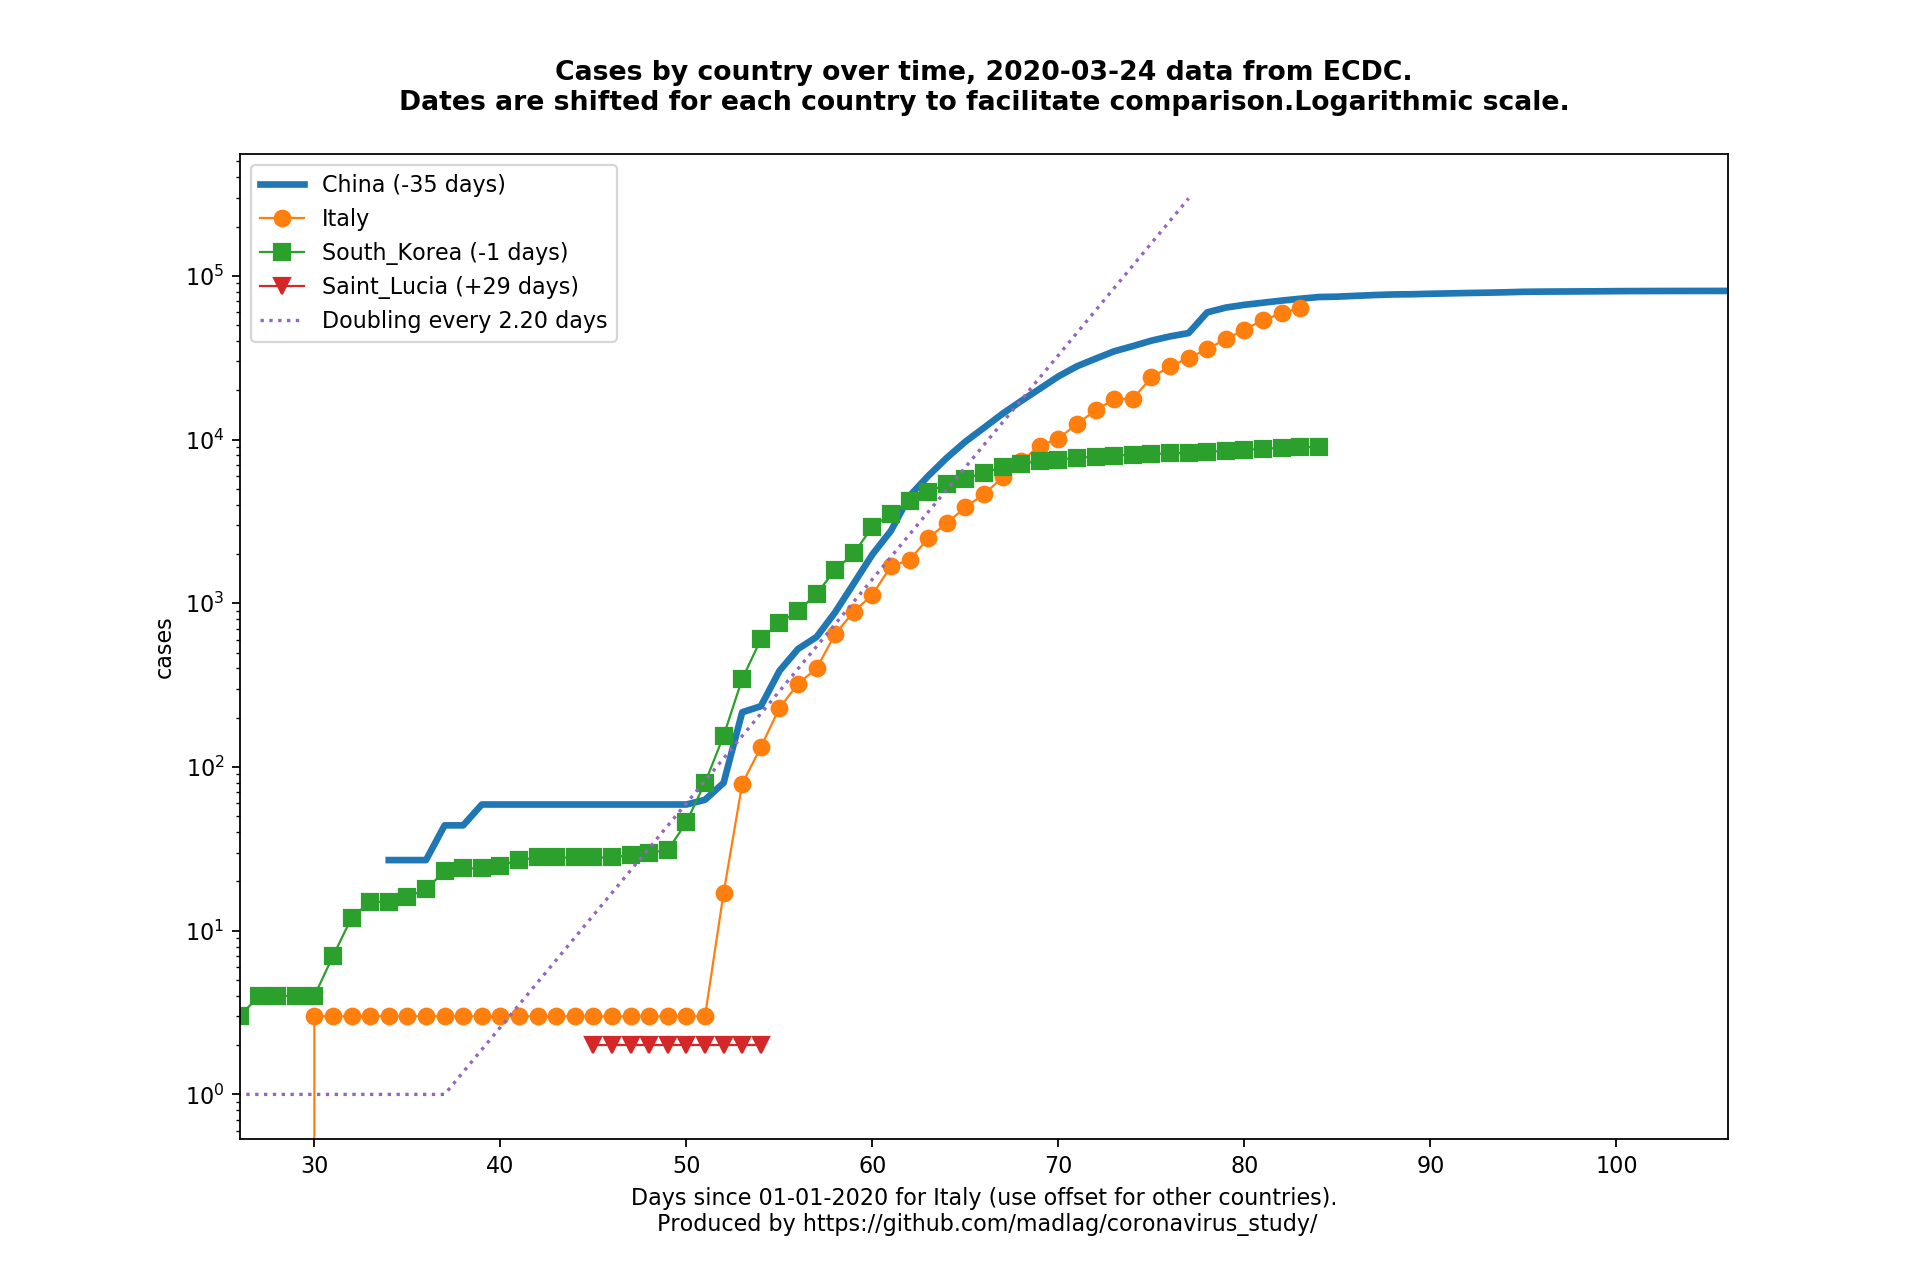 Cases by country over time, 2020-03-24 data from ECDC.
Dates are shifted for each country to facilitate comparison.Logarithmic scale.
China (-35 days)
Italy
South_Korea (-1 days)
Saint_Lucia (+29 days)
Doubling every 2.20 days
10^5
10^4
10^3
10^2
10^1
10^0
cases
30 40 50 60 70 80 90 100
Days since 01-01-2020 for Italy (use offset for other countries).
Produced by https://github.com/madlag/coronavirus_study/